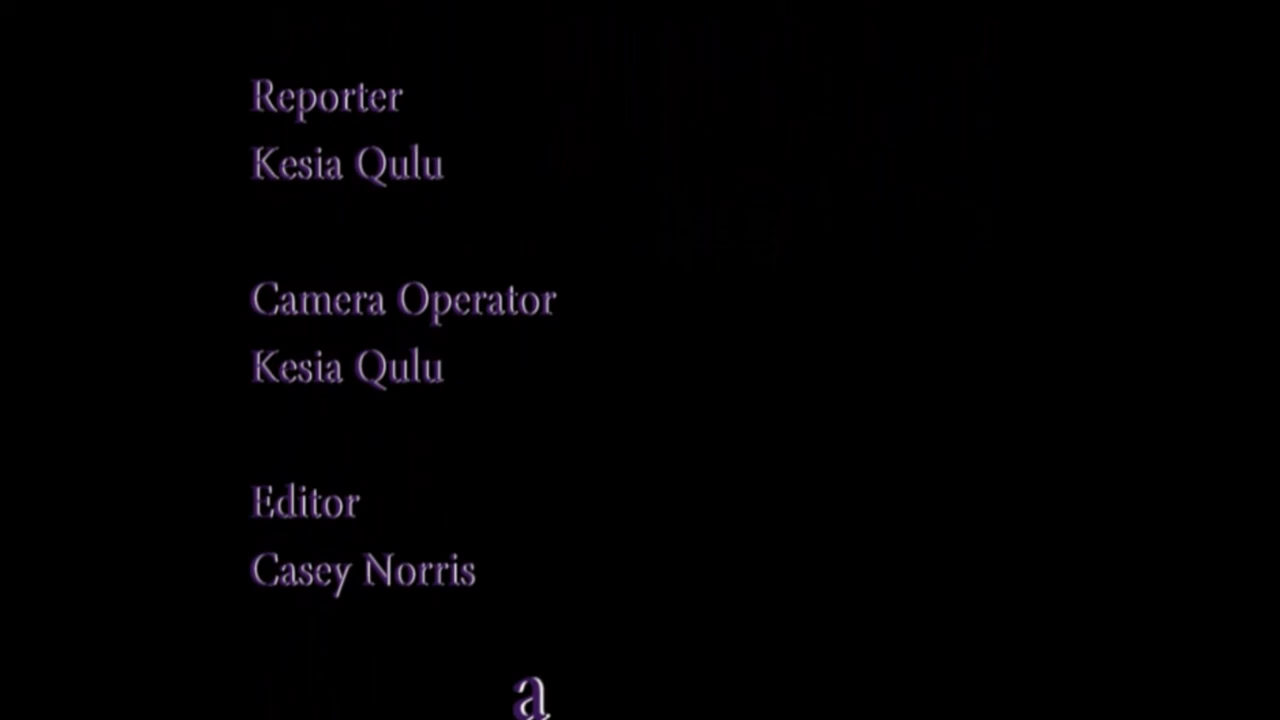 Reporter
Kesia Qulu
Camera Operator
Kesia Qulu
Editor
Casey Norris
a